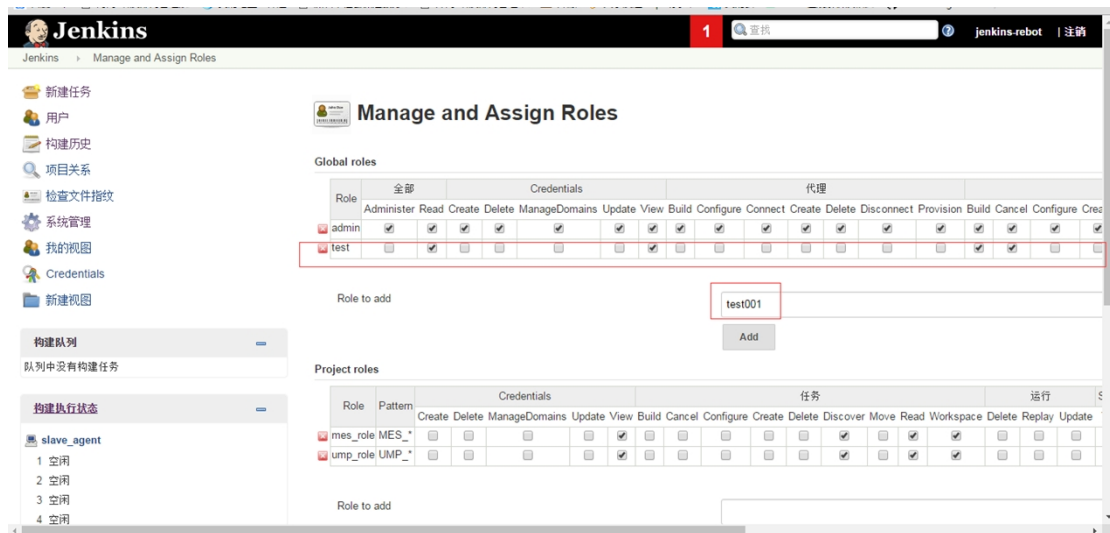 Jenkins
1
查找
jenkins-rebot | 注销
Jenkins Manage and Assign Roles
新建任务
用户
构建历史
项目关系
检查文件指纹
系统管理
我的视图
Credentials
新建视图
构建队列
队列中没有构建任务
构建执行状态
slave_agent
1 空闲
2 空闲
3 空闲
4 空闲
Manage and Assign Roles
Global roles
Role 全部 Credentials 代理
Administer Read Create Delete ManageDomains Update View Build Configure Connect Create Delete Disconnect Provision Build Cancel Configure Crea
admin
test
Role to add
test001
Add
Project roles
Role Pattern Credentials 任务 运行 S
Create Delete ManageDomains Update View Build Cancel Configure Create Delete Discover Move Read Workspace Delete Replay Update
mes_role MES_*
ump_role UMP_*
Role to add